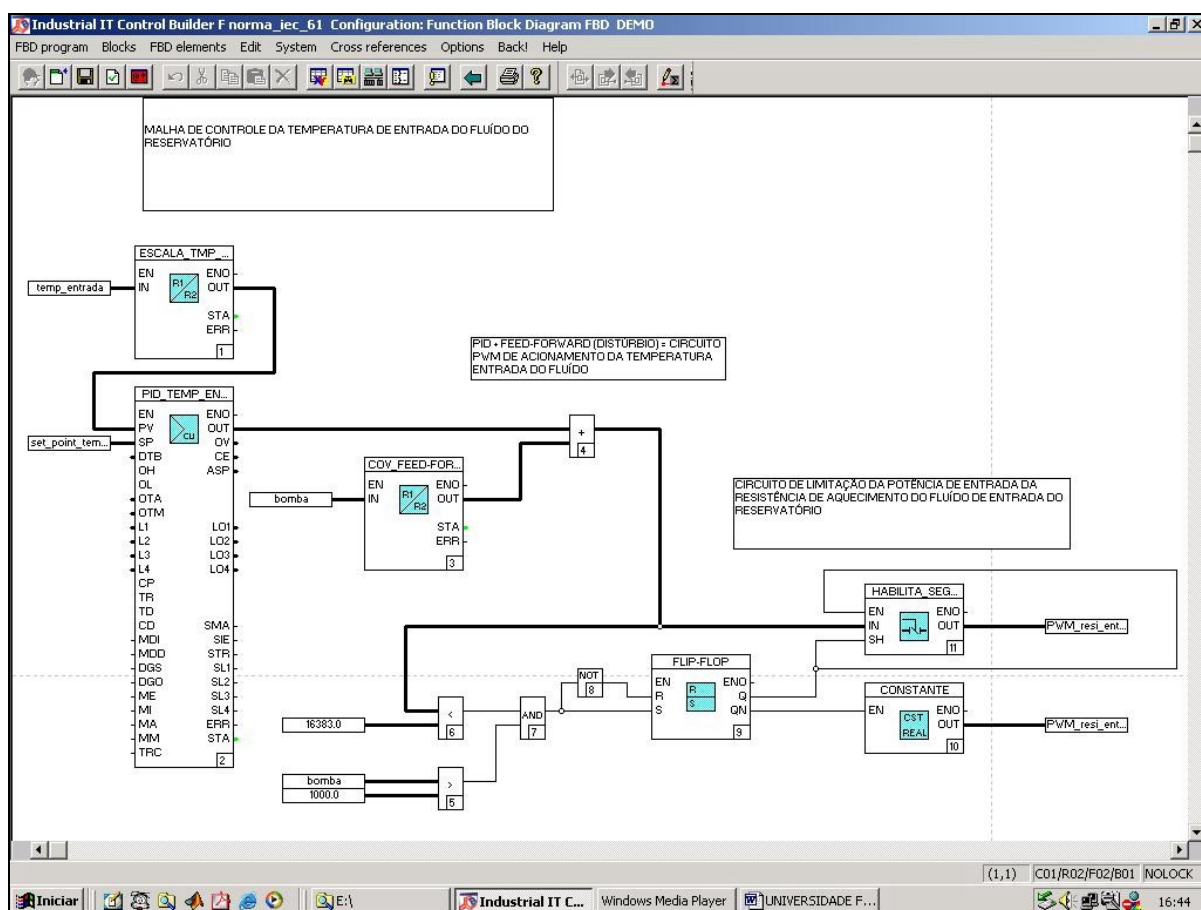 Industrial IT Control Builder F norma_iec_61 Configuration: Function Block Diagram FBD DEMO
FBD program Blocks FBD elements Edit System Cross references Options Back! Help
MALHA DE CONTROLE DA TEMPERATURA DE ENTRADA DO FLUÍDO DO
RESERVATÓRIO
ESCALA_TMP_...
EN ENO
temp_entrada IN R1/R2 OUT
STA
ERR
1
PID + FEED-FORWARD (DISTÚRBIO) = CIRCUITO
PWM DE ACIONAMENTO DA TEMPERATURA
ENTRADA DO FLUÍDO
PID_TEMP_EN...
EN ENO
PV CU OUT
set_point_tem... SP OV
DTB CE
OH ASP
OL
OTA
OTM
L1 LO1
L2 LO2
L3 LO3
L4 LO4
CP
TR
TD
CD SMA
MDI SIE
MDD STR
DGS SL1
DGO SL2
ME SL3
MI SL4
MA ERR
MM STA
TRC
2
+
4
COV_FEED-FOR...
EN ENO
bomba IN R1/R2 OUT
STA
ERR
3
CIRCUITO DE LIMITAÇÃO DA POTÊNCIA DE ENTRADA DA
RESISTÊNCIA DE AQUECIMENTO DO FLUÍDO DE ENTRADA DO
RESERVATÓRIO
HABILITA_SEG...
EN ENO
IN OUT PWM_resi_ent...
SH
11
FLIP-FLOP
EN ENO
R R Q
S S QN
9
NOT
8
CONSTANTE
EN CST REAL ENO
OUT PWM_resi_ent...
10
16383.0 <
6
AND
7
bomba >
1000.0
5
(1,1) C01/R02/F02/B01 NOLOCK
Iniciar E:\ Industrial IT C... Windows Media Player UNIVERSIDADE F... 16:44